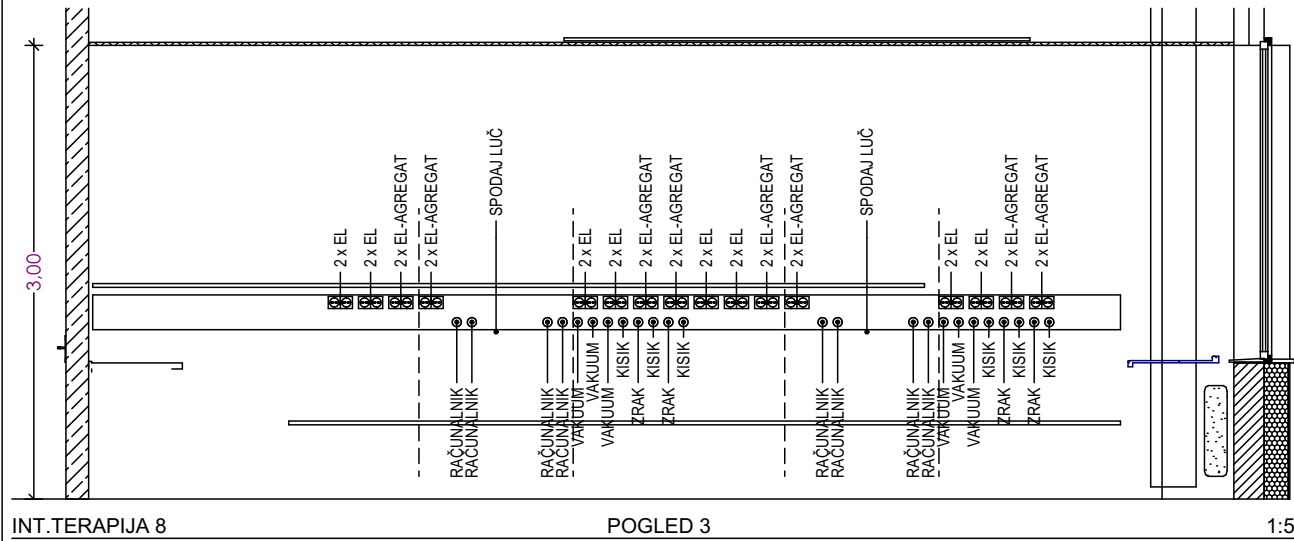 3,00
2 x EL
2 x EL
2 x EL-AGREGAT
2 x EL-AGREGAT
SPODAJ LUČ
2 x EL
2 x EL
2 x EL-AGREGAT
2 x EL-AGREGAT
2 x EL
2 x EL
2 x EL-AGREGAT
2 x EL-AGREGAT
SPODAJ LUČ
2 x EL
2 x EL
2 x EL-AGREGAT
2 x EL-AGREGAT
RAČUNALNIK
RAČUNALNIK
RAČUNALNIK
RAČUNALNIK
VAKUUM
VAKUUM
VAKUUM
KISIK
ZRAK
KISIK
ZRAK
KISIK
RAČUNALNIK
RAČUNALNIK
RAČUNALNIK
RAČUNALNIK
VAKUUM
VAKUUM
VAKUUM
KISIK
ZRAK
KISIK
ZRAK
KISIK
INT.TERAPIJA 8
POGLED 3
1:5